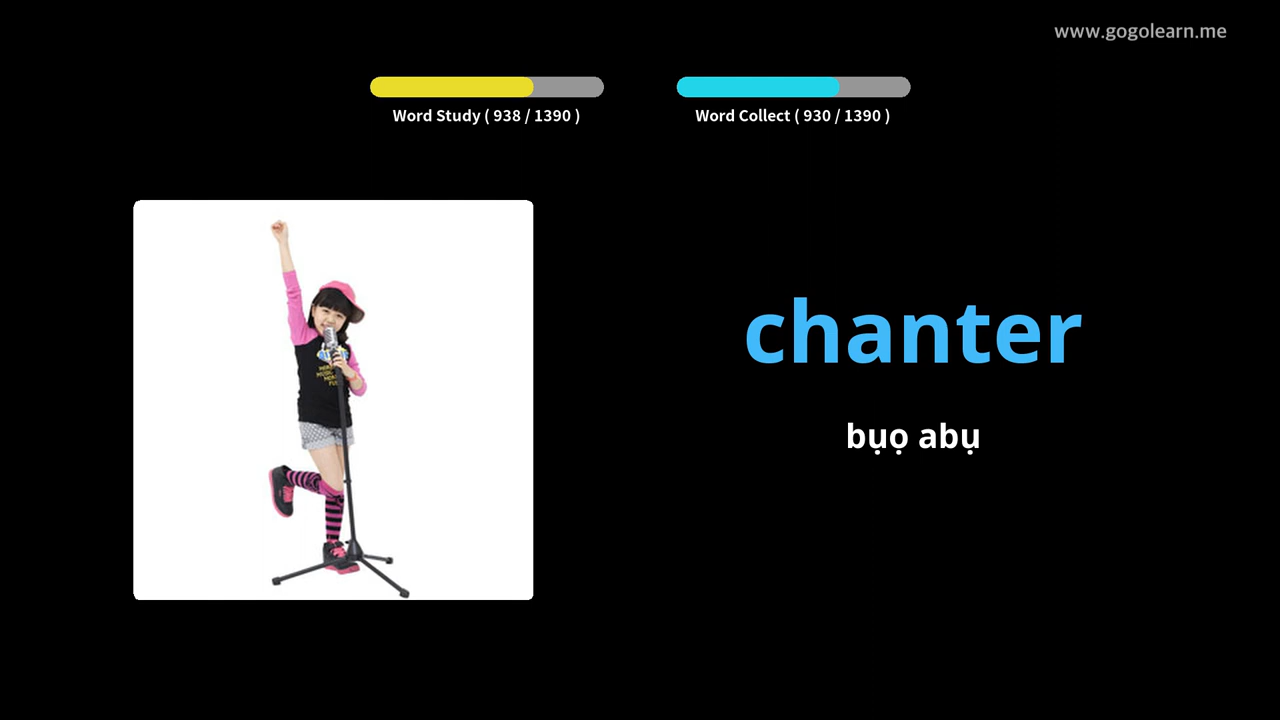 www.gogolearn.me
Word Study ( 938 / 1390 )
Word Collect ( 930 / 1390 )
chanter
bụọ abụ